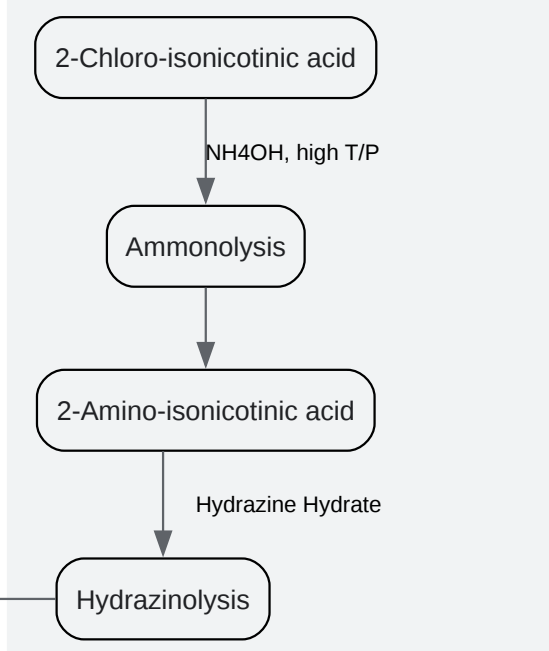 2-Chloro-isonicotinic acid
NH4OH, high T/P
Ammonolysis
2-Amino-isonicotinic acid
Hydrazine Hydrate
Hydrazinolysis